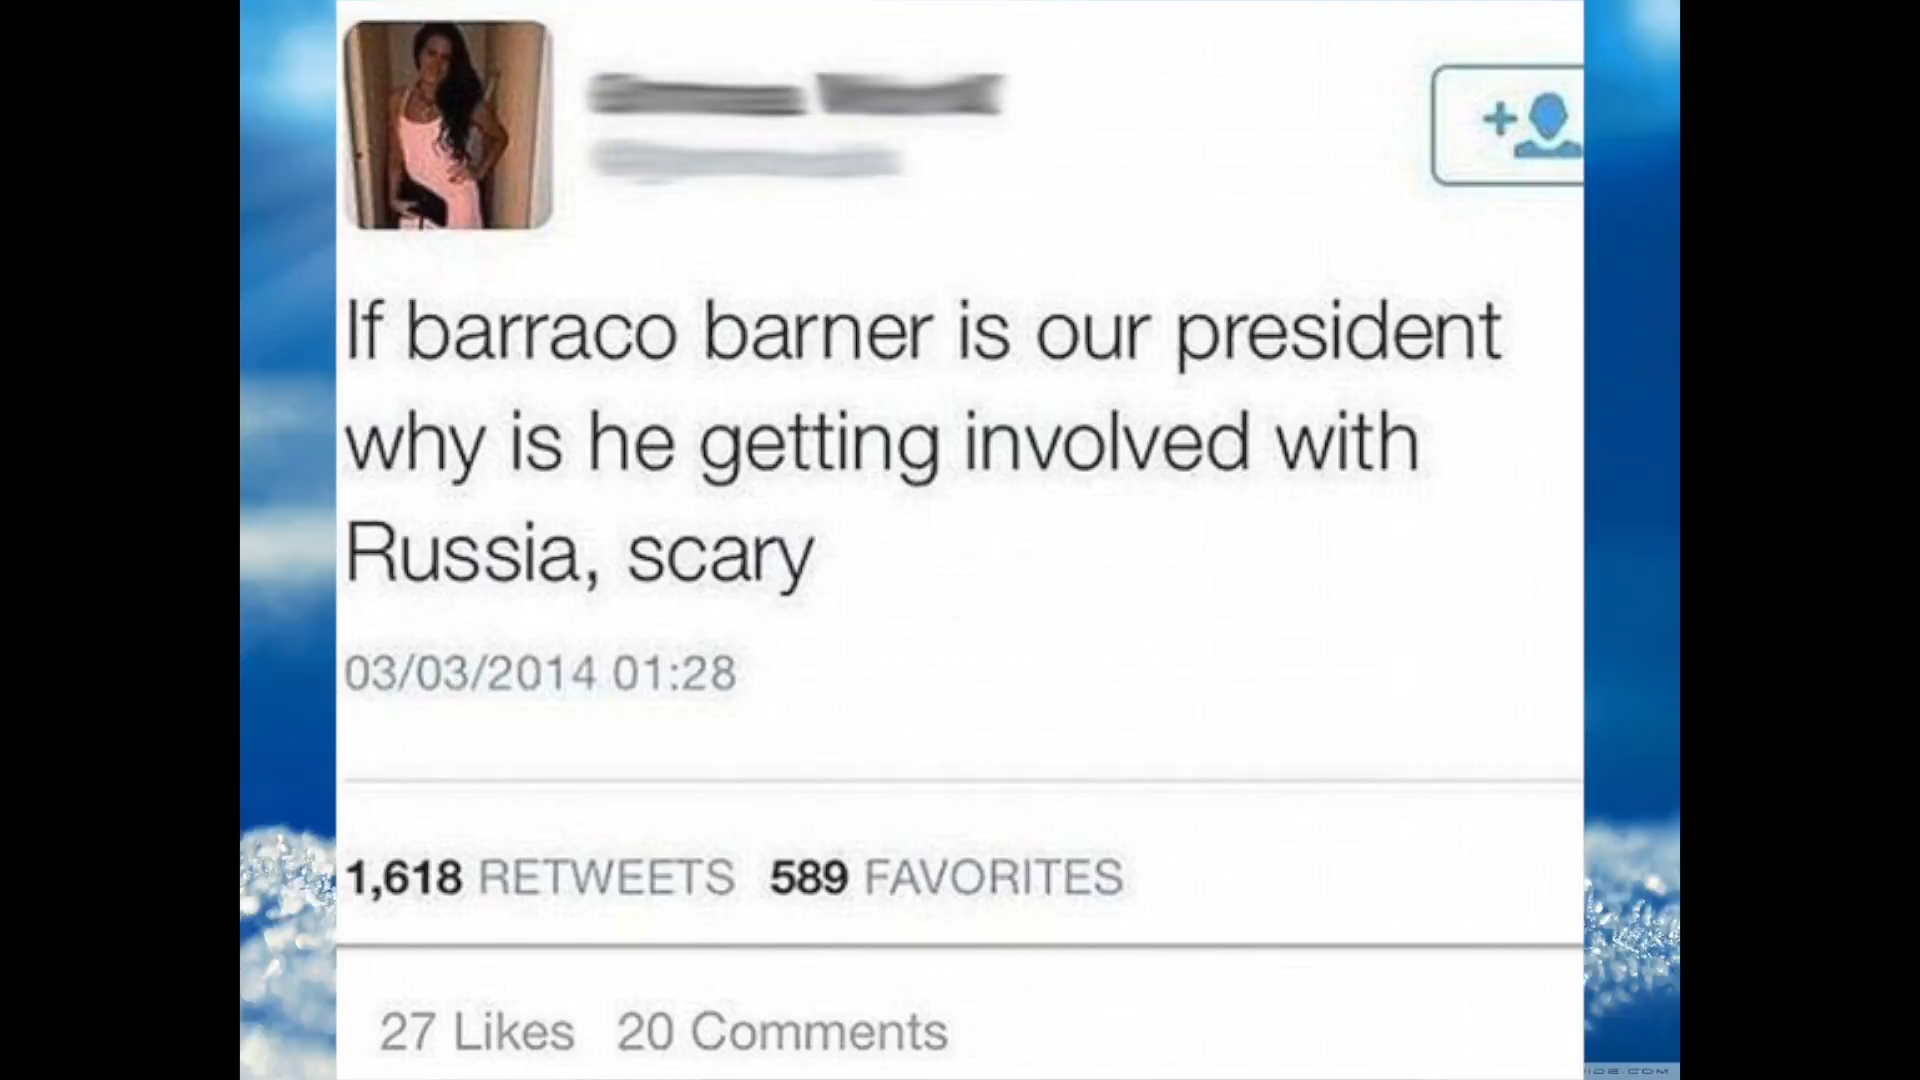 If barraco barner is our president
why is he getting involved with
Russia, scary
03/03/2014 01:28
1,618 RETWEETS 589 FAVORITES
27 Likes 20 Comments